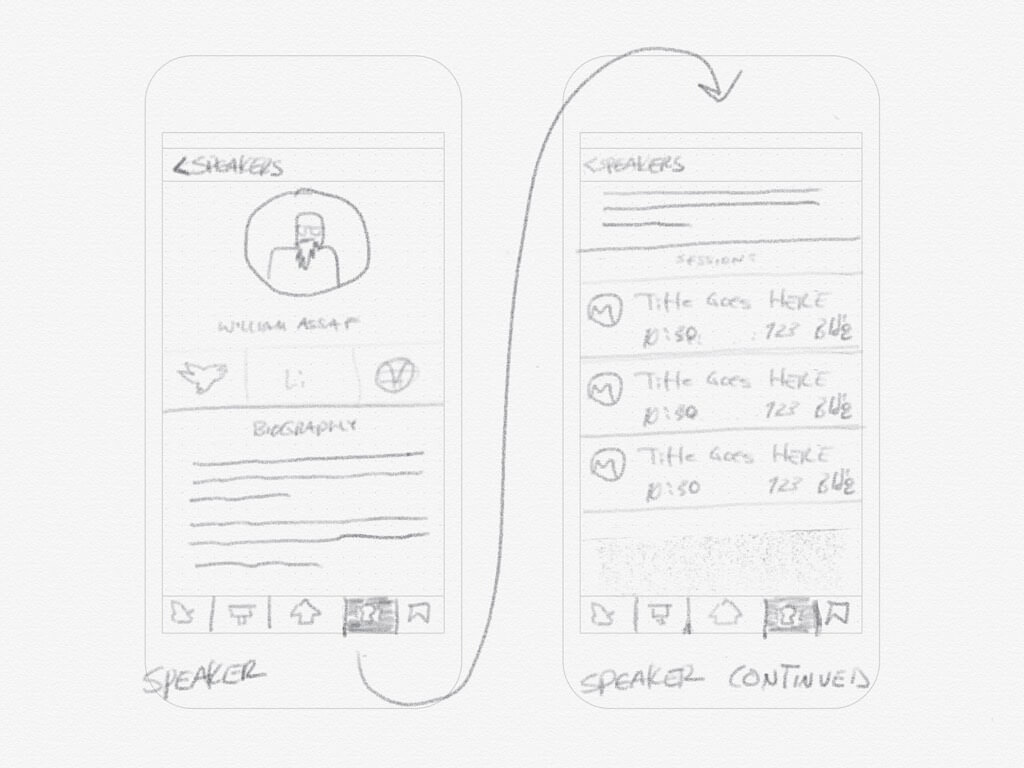 <SPEAKERS
WILLIAM ASSAF
Li
BIOGRAPHY
SPEAKER
<SPEAKERS
SESSIONS
M Title Goes HERE
10:30 123 Bldg
M Title Goes HERE
10:30 123 Bldg
M Title Goes HERE
10:30 123 Bldg
SPEAKER CONTINUED